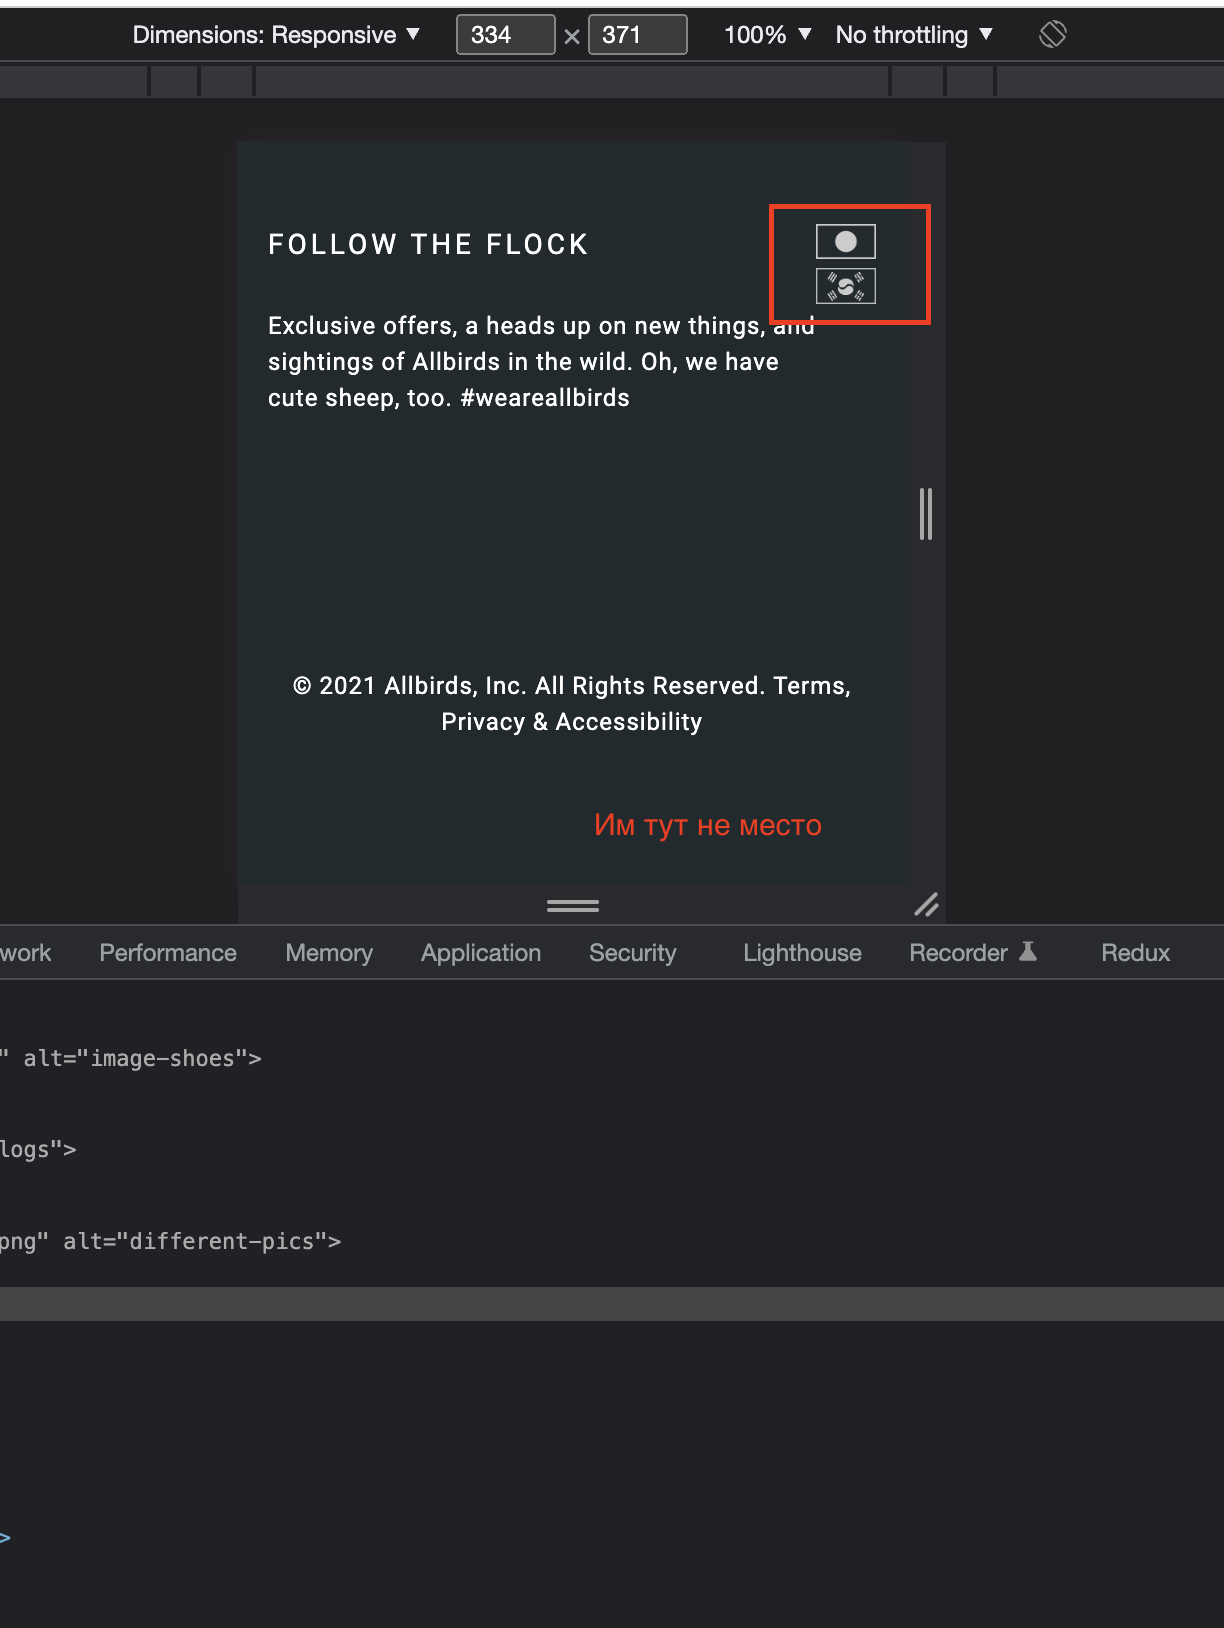 Dimensions: Responsive ▼ 334 × 371 100% ▼ No throttling ▼
FOLLOW THE FLOCK
Exclusive offers, a heads up on new things, and
sightings of Allbirds in the wild. Oh, we have
cute sheep, too. #weareallbirds
© 2021 Allbirds, Inc. All Rights Reserved. Terms,
Privacy & Accessibility
Им тут не место
work Performance Memory Application Security Lighthouse Recorder Redux
" alt="image-shoes">
logs">
png" alt="different-pics">
>